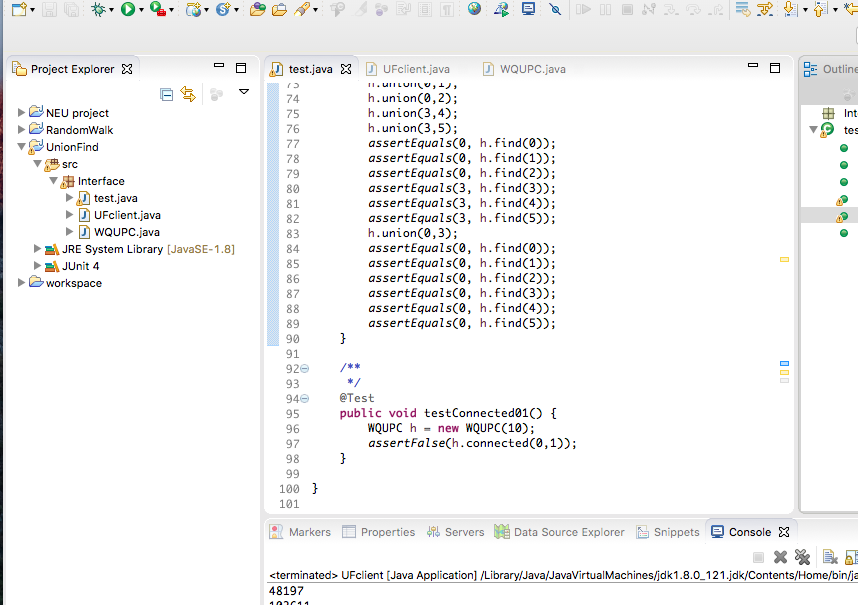 Project Explorer
test.java
UFclient.java
WQUPC.java
Outline
NEU project
RandomWalk
UnionFind
src
Interface
test.java
UFclient.java
WQUPC.java
JRE System Library [JavaSE-1.8]
JUnit 4
workspace
73 h.union(0,1);
74 h.union(0,2);
75 h.union(3,4);
76 h.union(3,5);
77 assertEquals(0, h.find(0));
78 assertEquals(0, h.find(1));
79 assertEquals(0, h.find(2));
80 assertEquals(3, h.find(3));
81 assertEquals(3, h.find(4));
82 assertEquals(3, h.find(5));
83 h.union(0,3);
84 assertEquals(0, h.find(0));
85 assertEquals(0, h.find(1));
86 assertEquals(0, h.find(2));
87 assertEquals(0, h.find(3));
88 assertEquals(0, h.find(4));
89 assertEquals(0, h.find(5));
90 }
91
92 /**
93 */
94 @Test
95 public void testConnected01() {
96 WQUPC h = new WQUPC(10);
97 assertFalse(h.connected(0,1));
98 }
99
100 }
101
Int
tes
Markers
Properties
Servers
Data Source Explorer
Snippets
Console
<terminated> UFclient [Java Application] /Library/Java/JavaVirtualMachines/jdk1.8.0_121.jdk/Contents/Home/bin/ja
48197